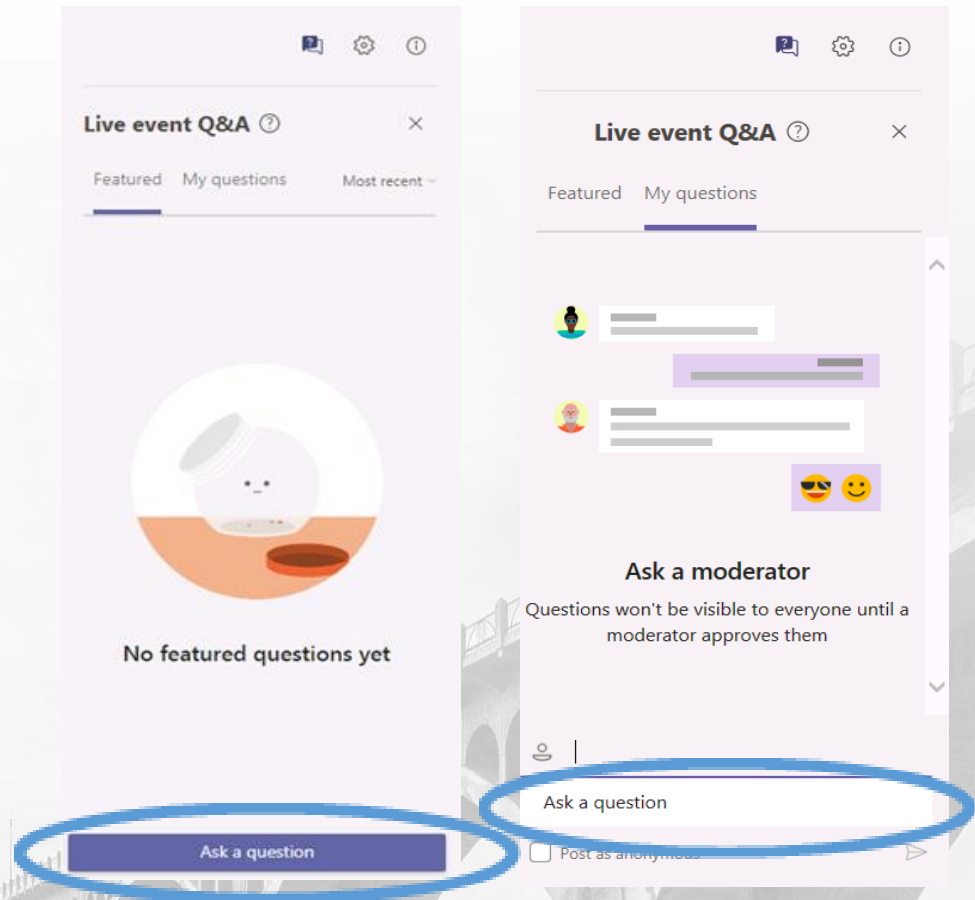 Live event Q&A
Featured My questions Most recent
No featured questions yet
Ask a question
Live event Q&A
Featured My questions
Ask a moderator
Questions won't be visible to everyone until a
moderator approves them
Ask a question
Post as anonymous